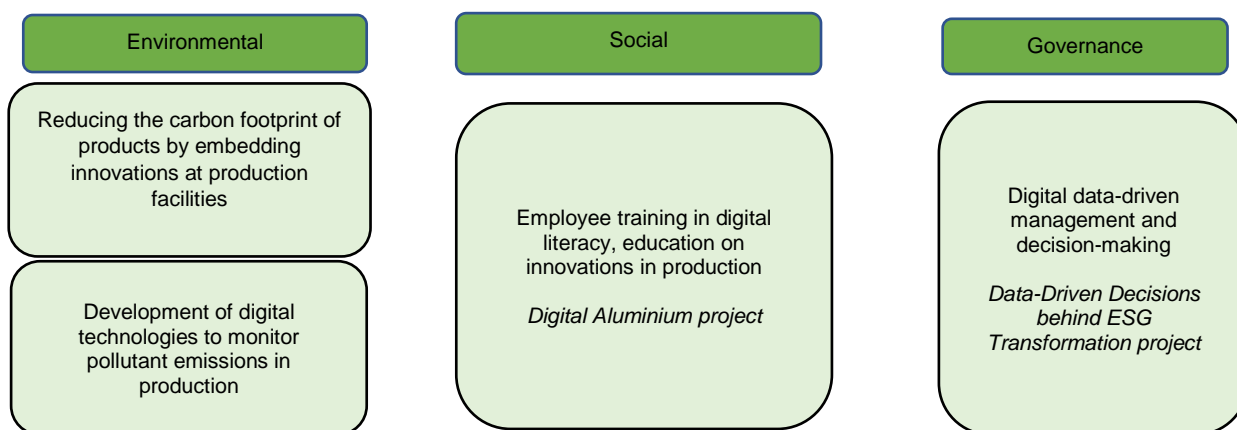 Environmental
Reducing the carbon footprint of
products by embedding
innovations at production
facilities
Development of digital
technologies to monitor
pollutant emissions in
production
Social
Employee training in digital
literacy, education on
innovations in production
Digital Aluminium project
Governance
Digital data-driven
management and
decision-making
Data-Driven Decisions
behind ESG
Transformation project